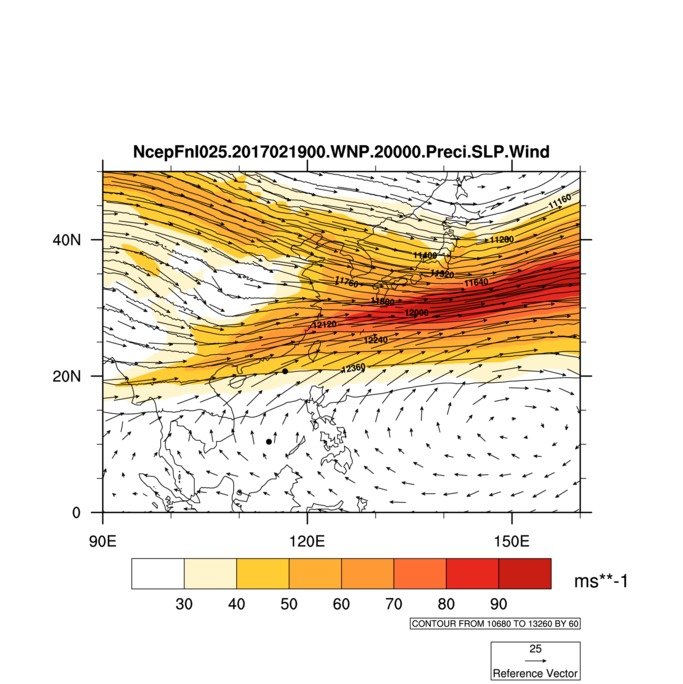 NcepFnl025.2017021900.WNP.20000.Preci.SLP.Wind
11160
40N
11280
11400
11520
11760
11640
11880
12000
12120
12240
12360
20N
0
90E 120E 150E
ms**-1
30 40 50 60 70 80 90
CONTOUR FROM 10680 TO 13260 BY 60
25
Reference Vector